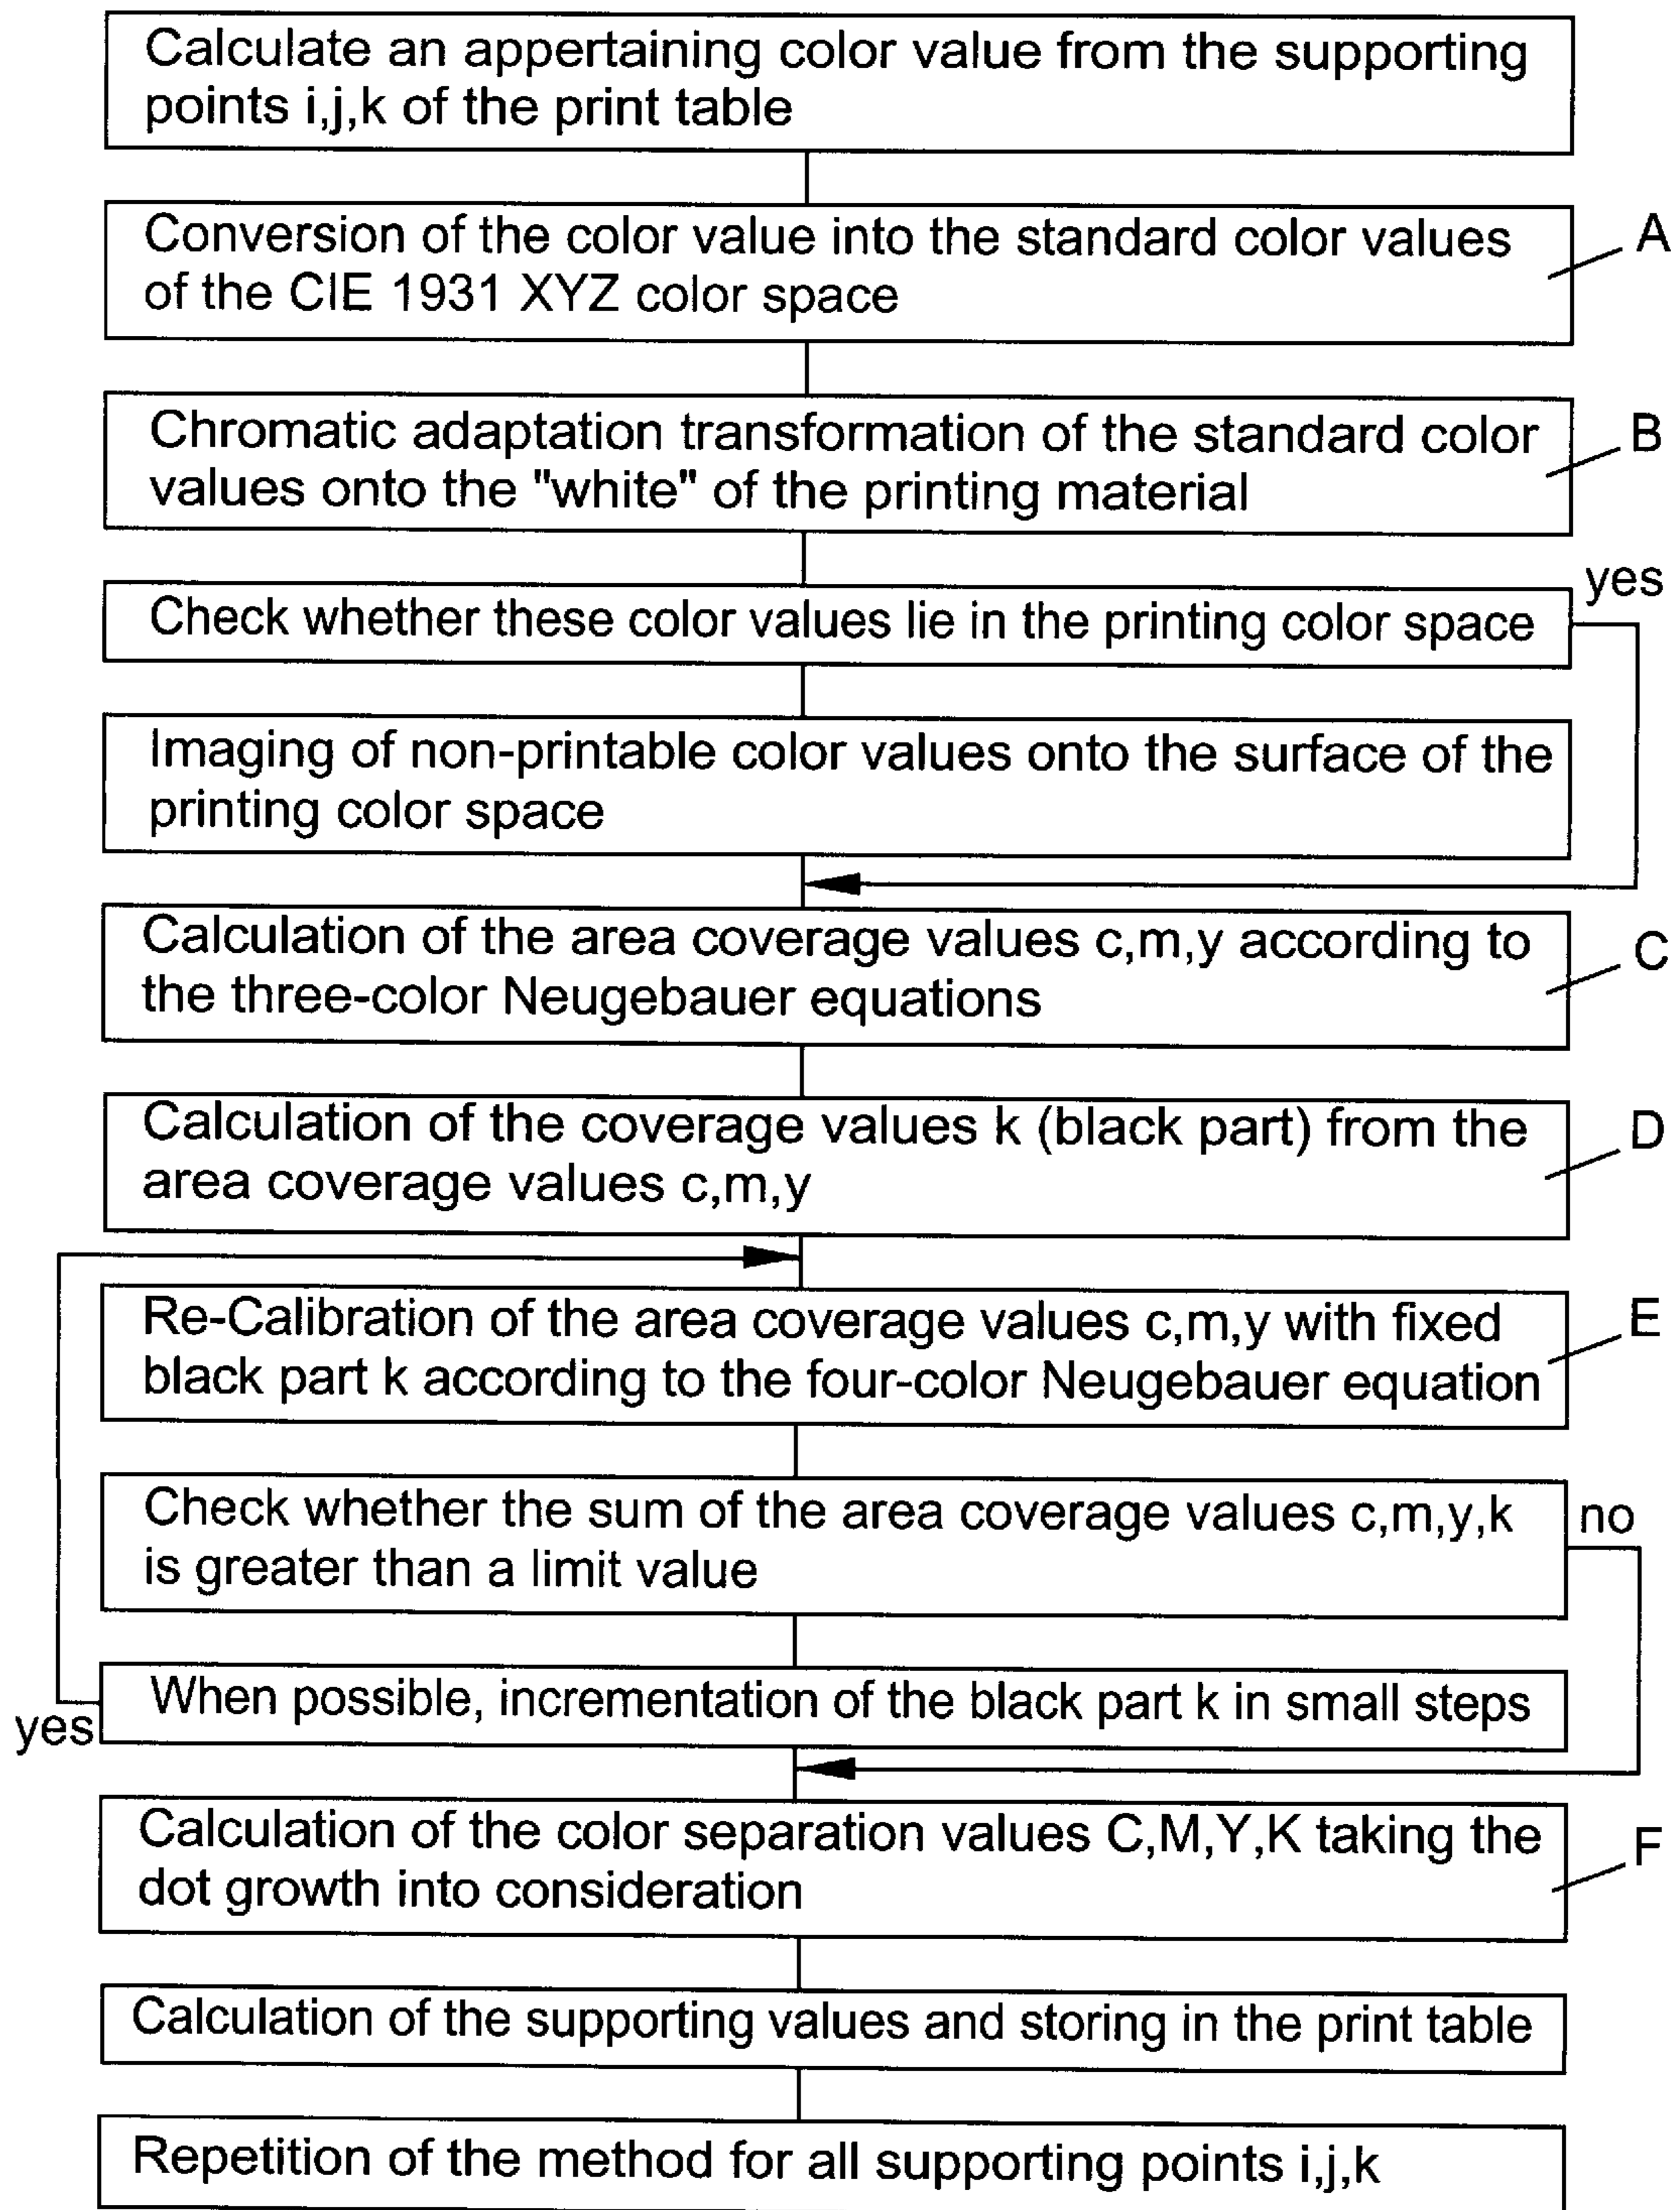 Calculate an appertaining color value from the supporting
points i,j,k of the print table
Conversion of the color value into the standard color values
of the CIE 1931 XYZ color space
A
Chromatic adaptation transformation of the standard color
values onto the "white" of the printing material
B
yes
Check whether these color values lie in the printing color space
Imaging of non-printable color values onto the surface of the
printing color space
Calculation of the area coverage values c,m,y according to
the three-color Neugebauer equations
C
Calculation of the coverage values k (black part) from the
area coverage values c,m,y
D
Re-Calibration of the area coverage values c,m,y with fixed
black part k according to the four-color Neugebauer equation
E
Check whether the sum of the area coverage values c,m,y,k
is greater than a limit value
no
When possible, incrementation of the black part k in small steps
yes
Calculation of the color separation values C,M,Y,K taking the
dot growth into consideration
F
Calculation of the supporting values and storing in the print table
Repetition of the method for all supporting points i,j,k